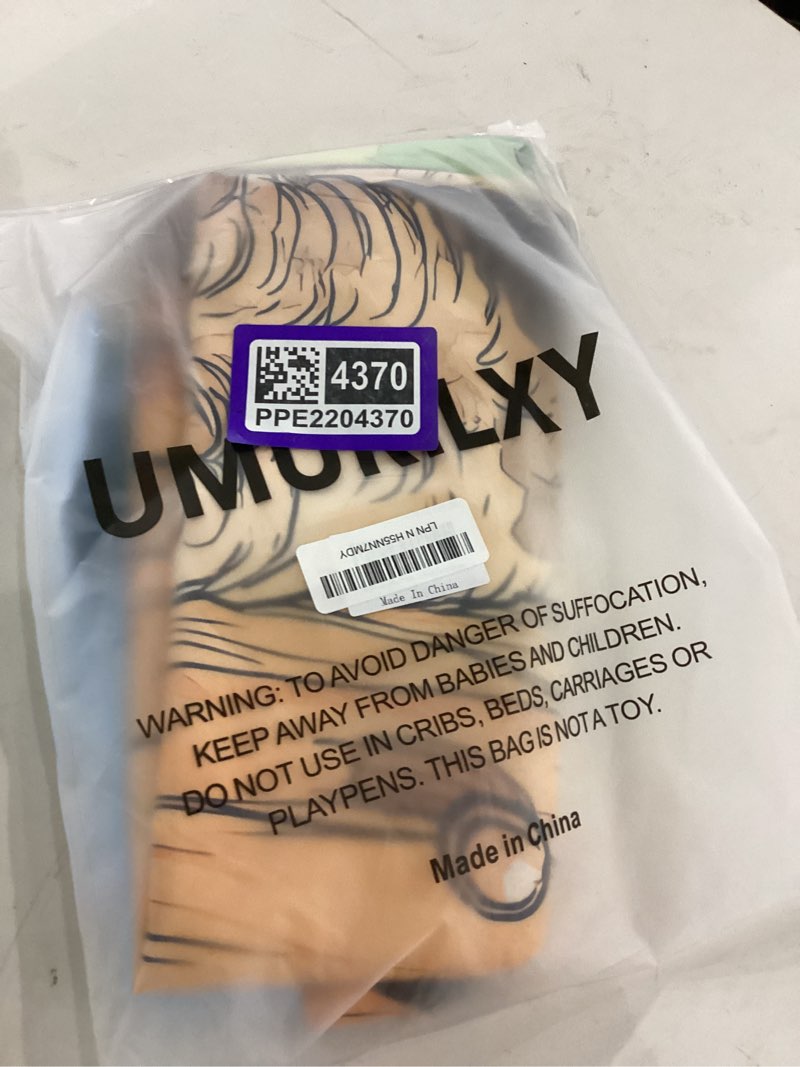 4370
PPE2204370
LPN N H55NN7MDY
Made In China
WARNING: TO AVOID DANGER OF SUFFOCATION,
KEEP AWAY FROM BABIES AND CHILDREN.
DO NOT USE IN CRIBS, BEDS, CARRIAGES OR
PLAYPENS. THIS BAG IS NOT A TOY.
Made in China